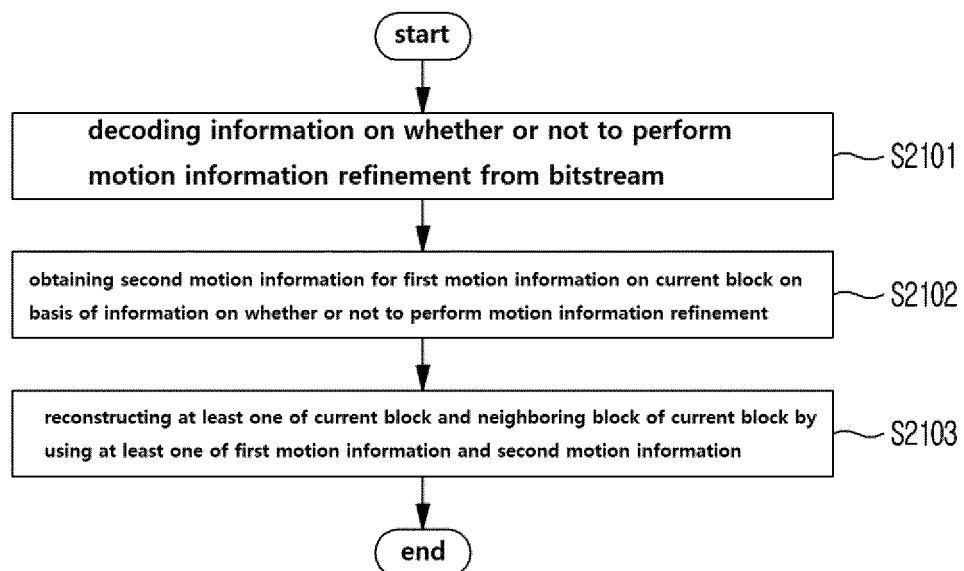 start
decoding information on whether or not to perform
motion information refinement from bitstream
S2101
obtaining second motion information for first motion information on current block on
basis of information on whether or not to perform motion information refinement
S2102
reconstructing at least one of current block and neighboring block of current block by
using at least one of first motion information and second motion information
S2103
end